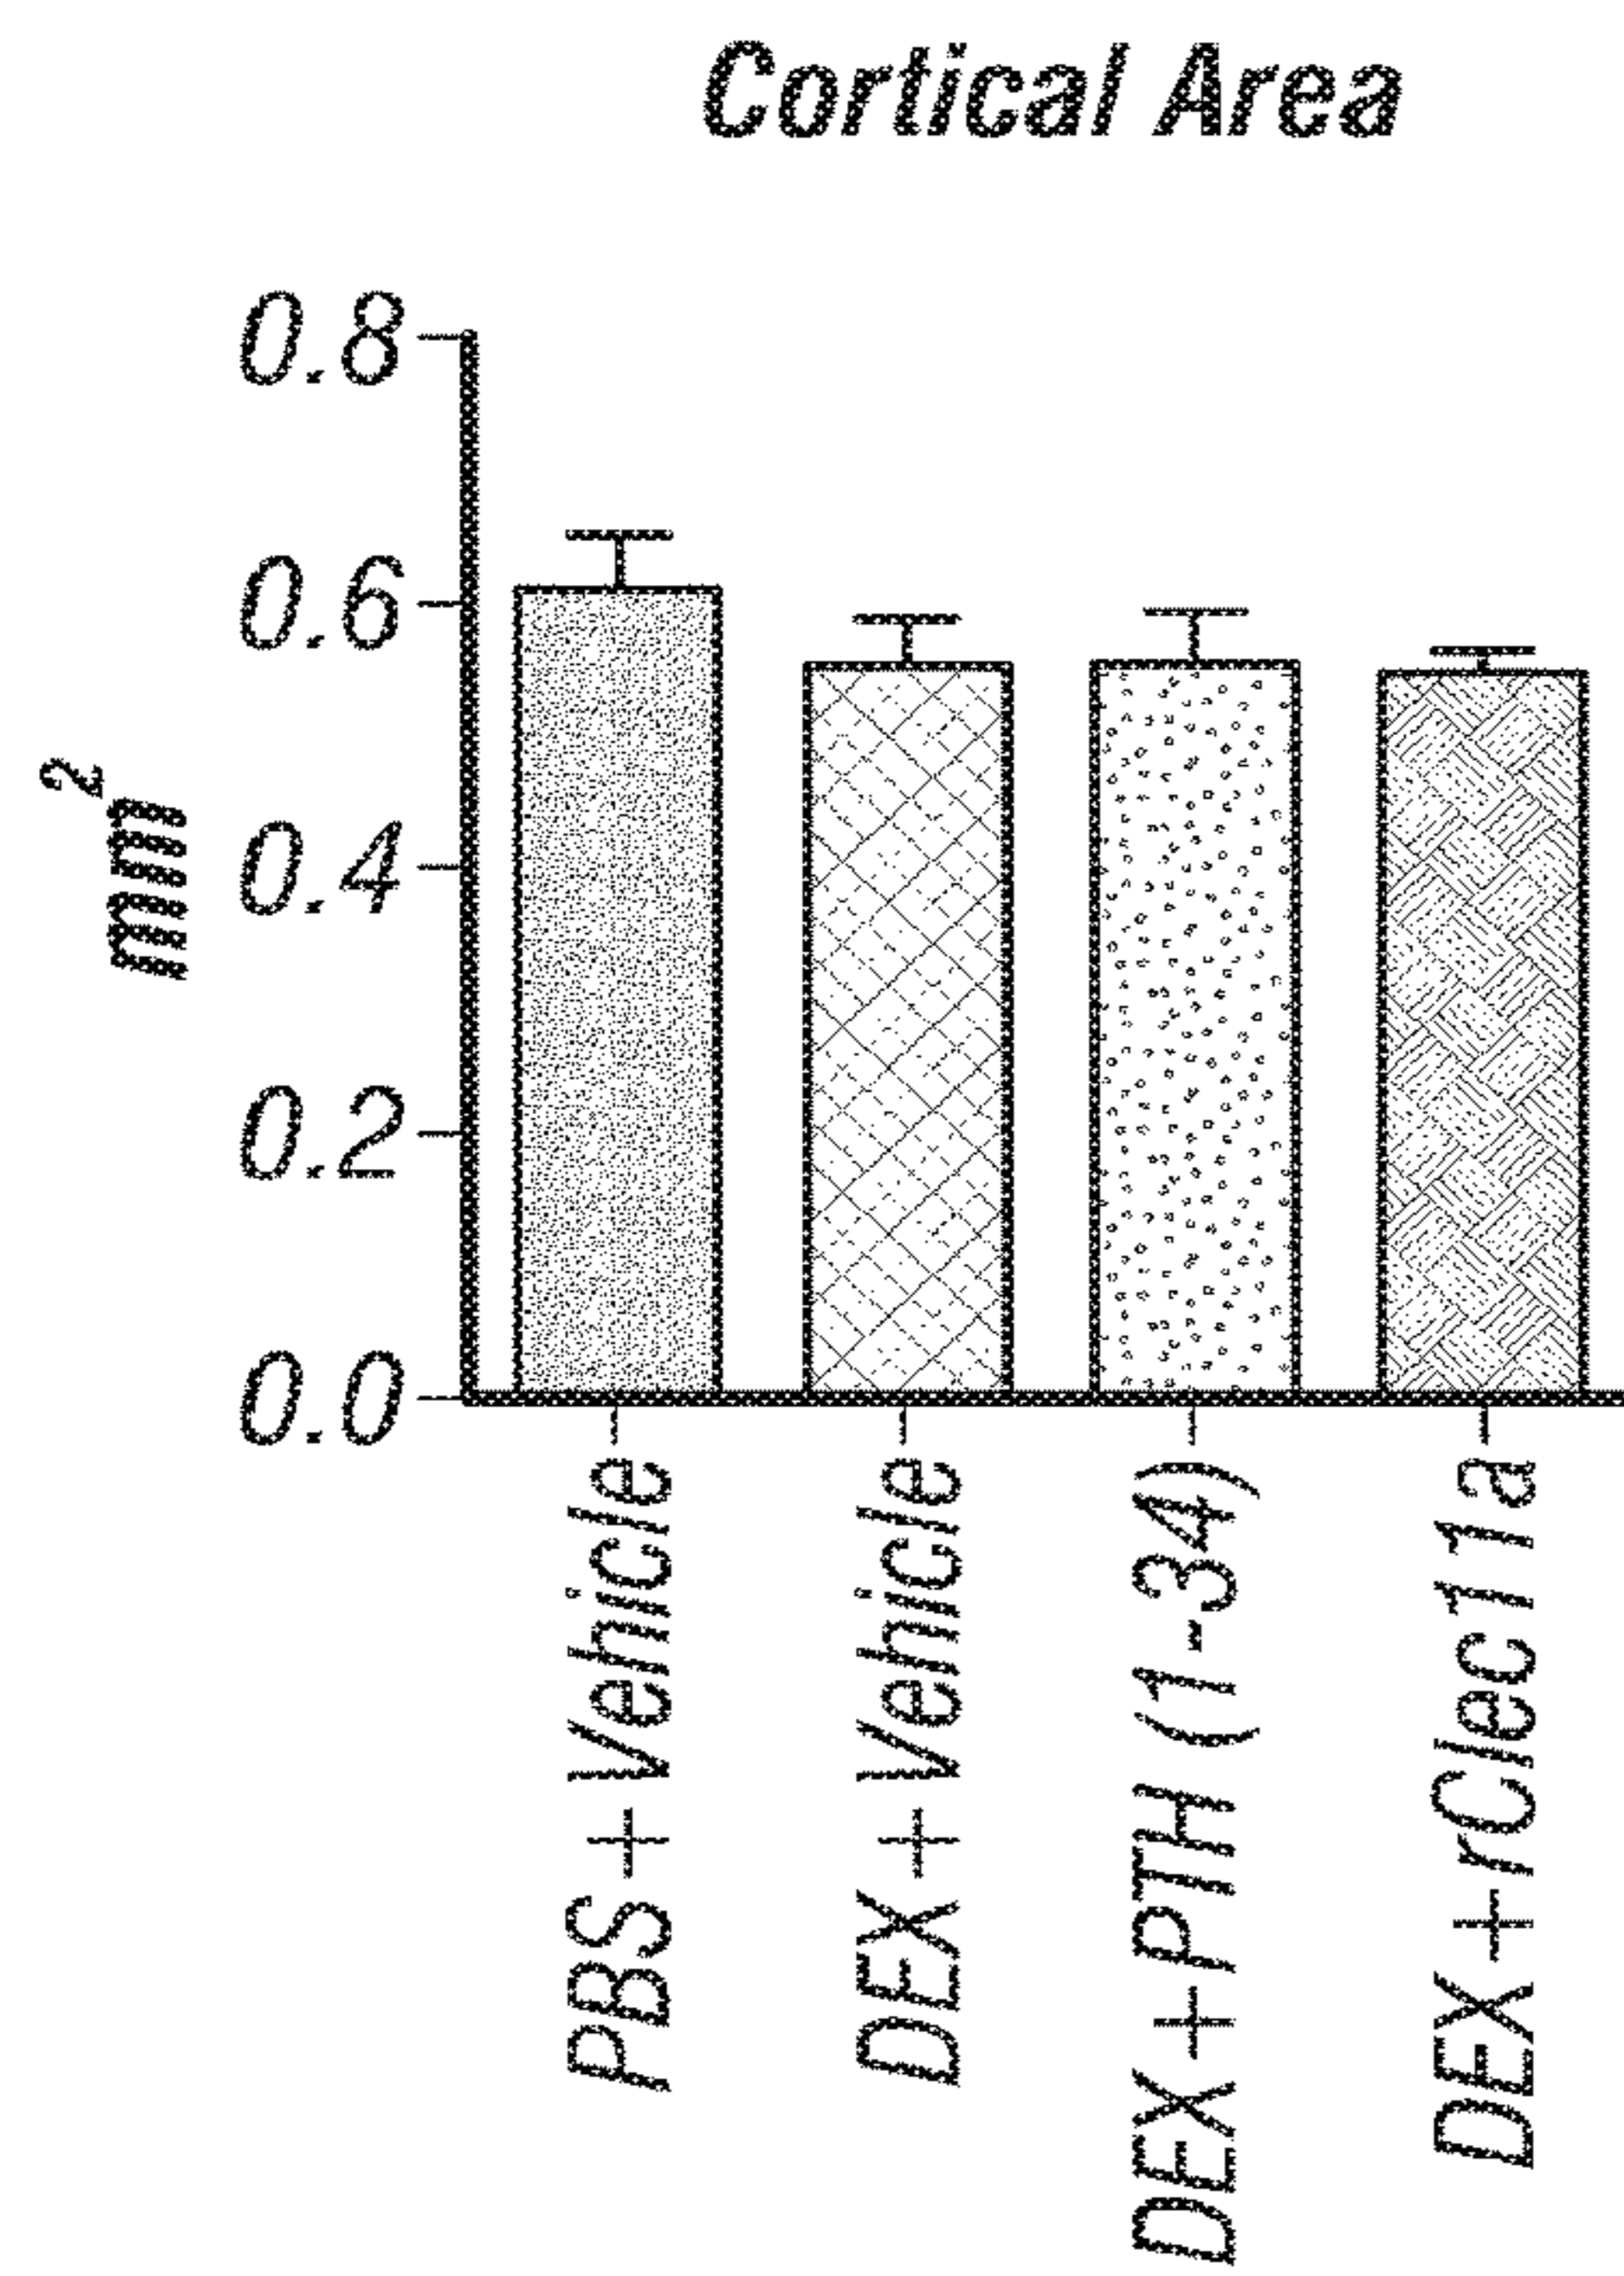 Cortical Area
mm²
0.8
0.6
0.4
0.2
0.0
PBS + Vehicle
DEX + Vehicle
DEX + PTH (1-34)
DEX + rClec11a